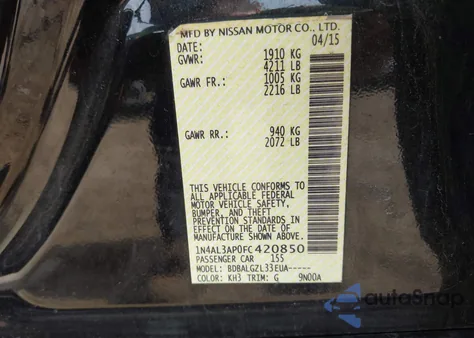 MFD BY NISSAN MOTOR CO., LTD.
DATE: 04/15
GVWR: 1910 KG
4211 LB
GAWR FR.: 1005 KG
2216 LB
GAWR RR.: 940 KG
2072 LB
THIS VEHICLE CONFORMS TO
ALL APPLICABLE FEDERAL
MOTOR VEHICLE SAFETY,
BUMPER, AND THEFT
PREVENTION STANDARDS IN
EFFECT ON THE DATE OF
MANUFACTURE SHOWN ABOVE.
1N4AL3AP0FC420850
PASSENGER CAR 155
MODEL: BDBALGZL33EUA-----
COLOR: KH3 TRIM: G 9N00A
autoSnap